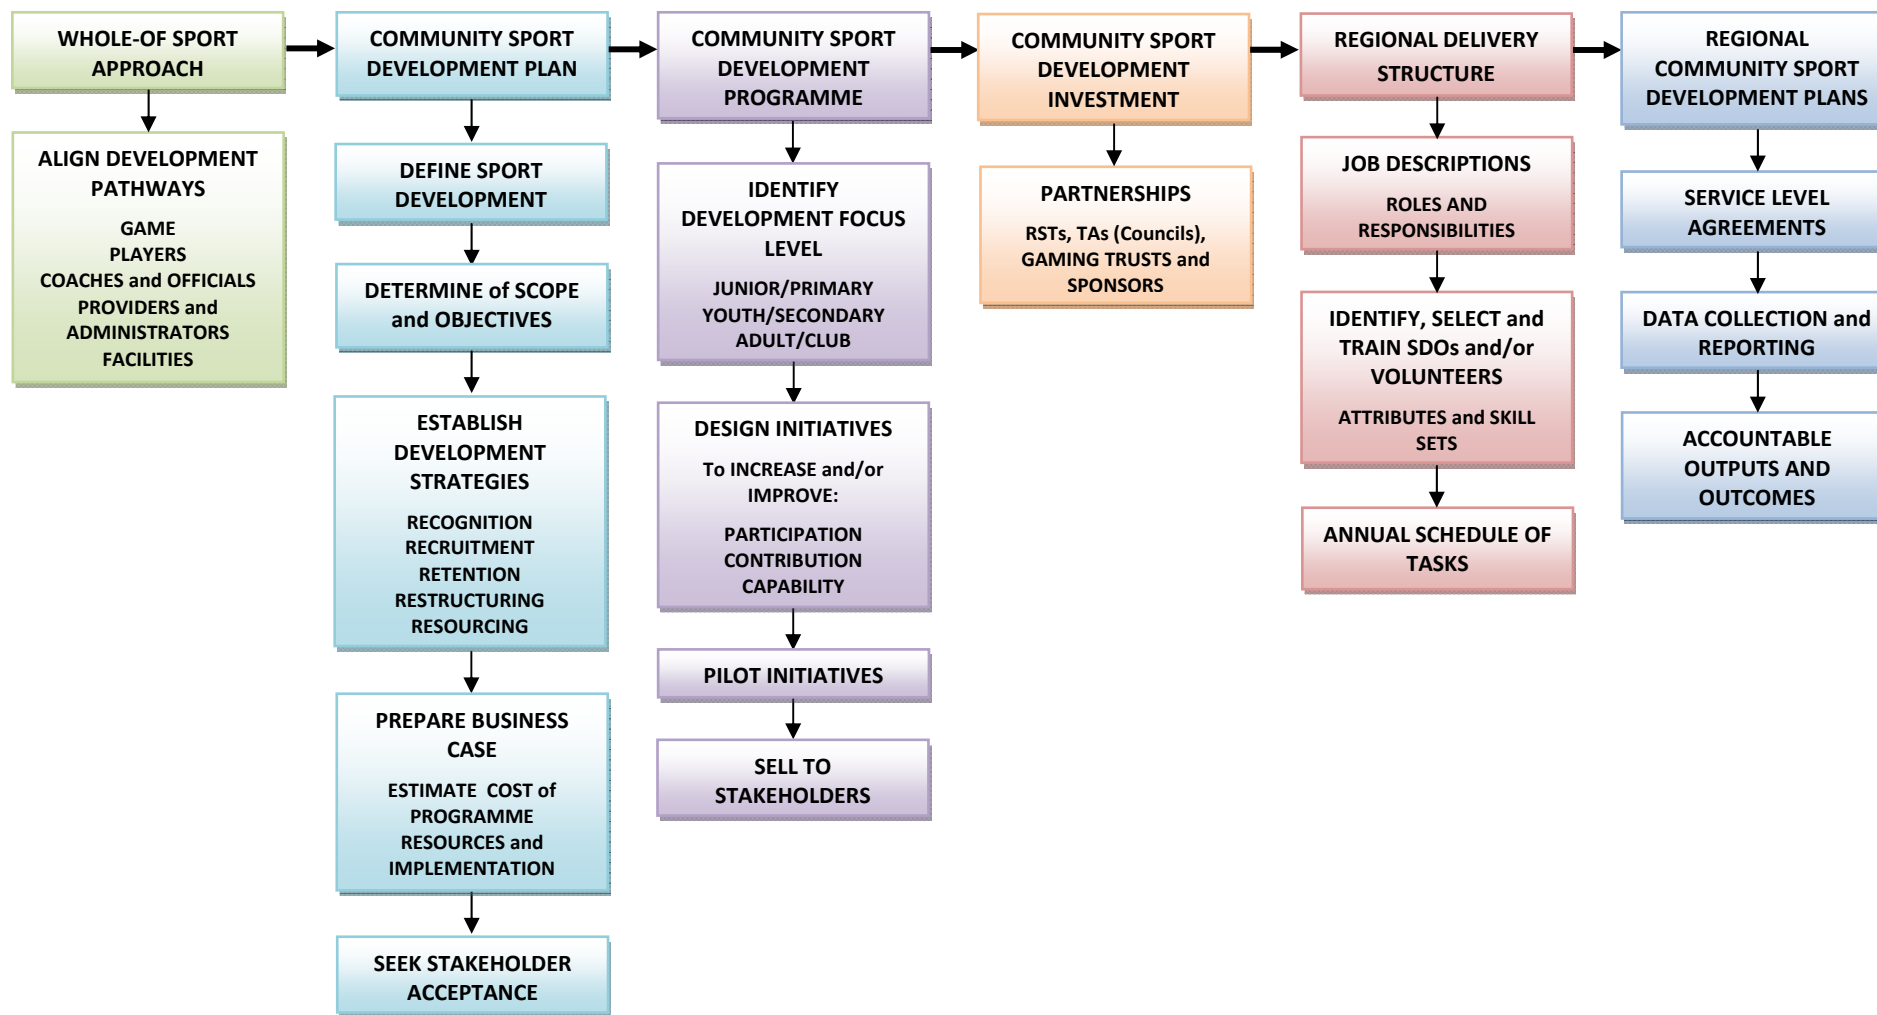 WHOLE-OF SPORT
APPROACH
ALIGN DEVELOPMENT
PATHWAYS
GAME
PLAYERS
COACHES and OFFICIALS
PROVIDERS and
ADMINISTRATORS
FACILITIES
COMMUNITY SPORT
DEVELOPMENT PLAN
DEFINE SPORT
DEVELOPMENT
DETERMINE of SCOPE
and OBJECTIVES
ESTABLISH
DEVELOPMENT
STRATEGIES
RECOGNITION
RECRUITMENT
RETENTION
RESTRUCTURING
RESOURCING
PREPARE BUSINESS
CASE
ESTIMATE COST of
PROGRAMME
RESOURCES and
IMPLEMENTATION
SEEK STAKEHOLDER
ACCEPTANCE
COMMUNITY SPORT
DEVELOPMENT
PROGRAMME
IDENTIFY
DEVELOPMENT FOCUS
LEVEL
JUNIOR/PRIMARY
YOUTH/SECONDARY
ADULT/CLUB
DESIGN INITIATIVES
To INCREASE and/or
IMPROVE:
PARTICIPATION
CONTRIBUTION
CAPABILITY
PILOT INITIATIVES
SELL TO
STAKEHOLDERS
COMMUNITY SPORT
DEVELOPMENT
INVESTMENT
PARTNERSHIPS
RSTs, TAs (Councils),
GAMING TRUSTS and
SPONSORS
REGIONAL DELIVERY
STRUCTURE
JOB DESCRIPTIONS
ROLES AND
RESPONSIBILITIES
IDENTIFY, SELECT and
TRAIN SDOs and/or
VOLUNTEERS
ATTRIBUTES and SKILL
SETS
ANNUAL SCHEDULE OF
TASKS
REGIONAL
COMMUNITY SPORT
DEVELOPMENT PLANS
SERVICE LEVEL
AGREEMENTS
DATA COLLECTION and
REPORTING
ACCOUNTABLE
OUTPUTS AND
OUTCOMES